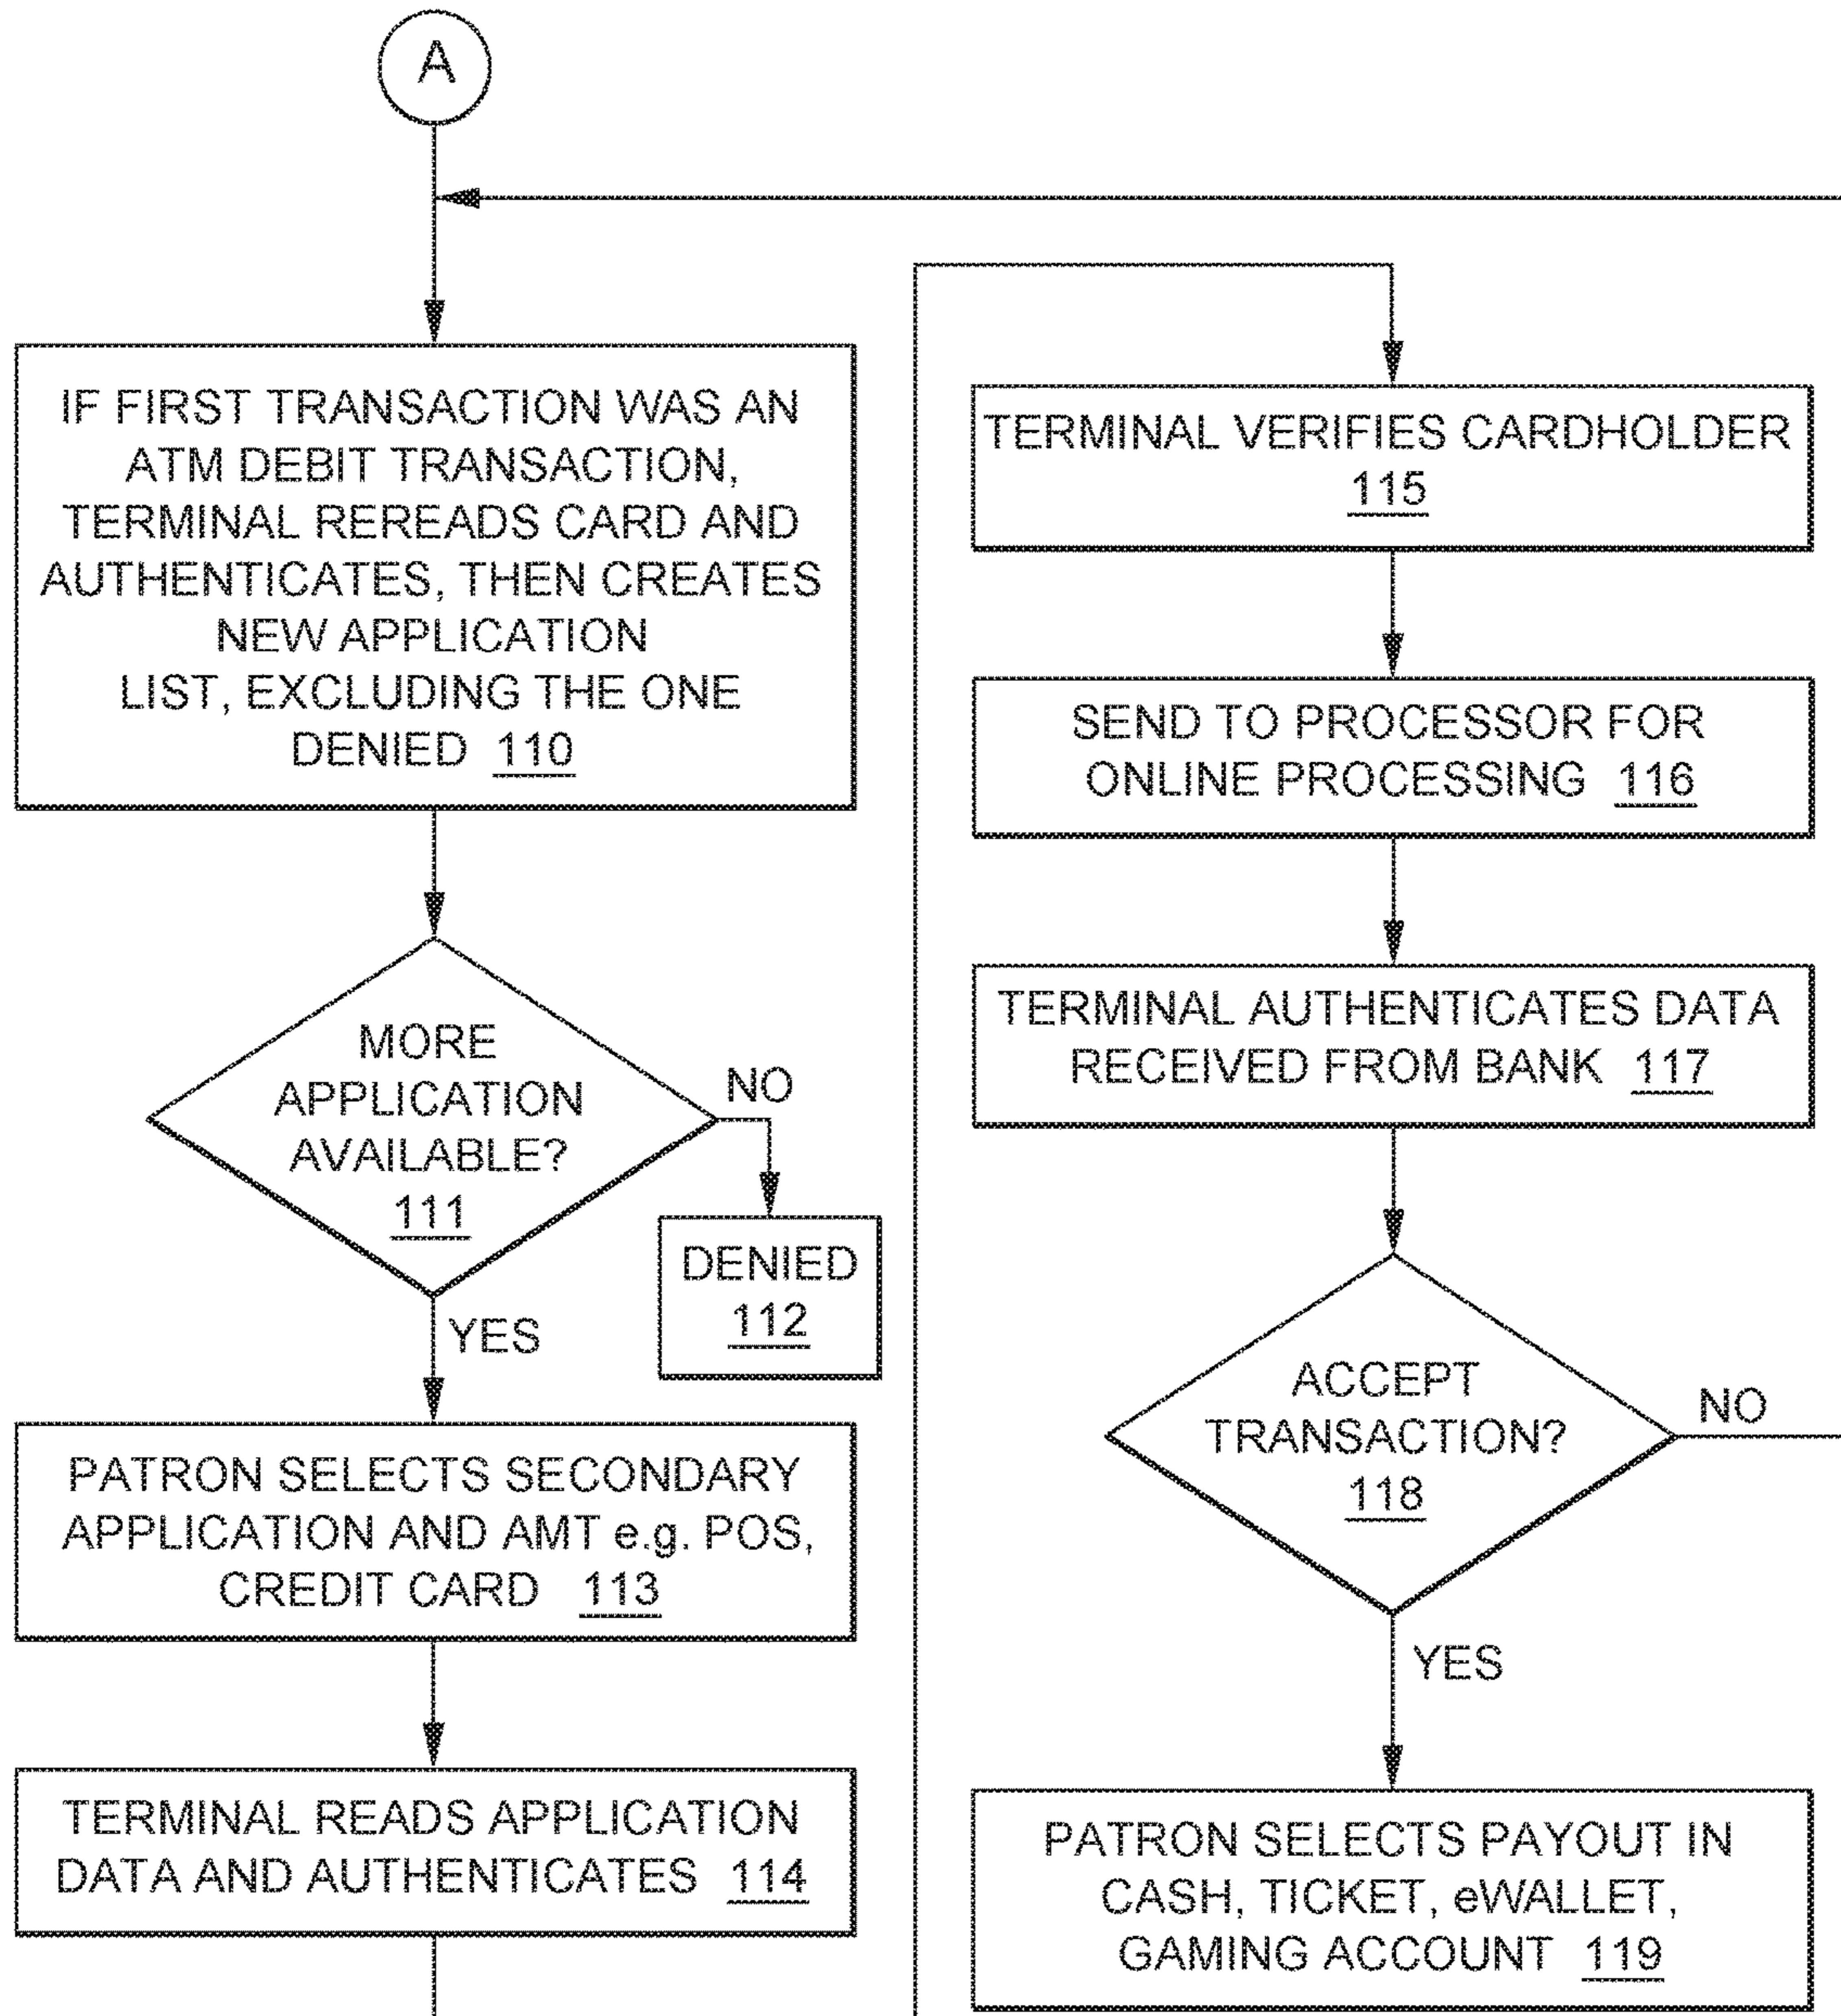 A
IF FIRST TRANSACTION WAS AN
ATM DEBIT TRANSACTION,
TERMINAL REREADS CARD AND
AUTHENTICATES, THEN CREATES
NEW APPLICATION
LIST, EXCLUDING THE ONE
DENIED 110
MORE
APPLICATION
AVAILABLE?
111
NO
DENIED
112
YES
PATRON SELECTS SECONDARY
APPLICATION AND AMT e.g. POS,
CREDIT CARD 113
TERMINAL READS APPLICATION
DATA AND AUTHENTICATES 114
TERMINAL VERIFIES CARDHOLDER
115
SEND TO PROCESSOR FOR
ONLINE PROCESSING 116
TERMINAL AUTHENTICATES DATA
RECEIVED FROM BANK 117
ACCEPT
TRANSACTION?
118
NO
YES
PATRON SELECTS PAYOUT IN
CASH, TICKET, eWALLET,
GAMING ACCOUNT 119